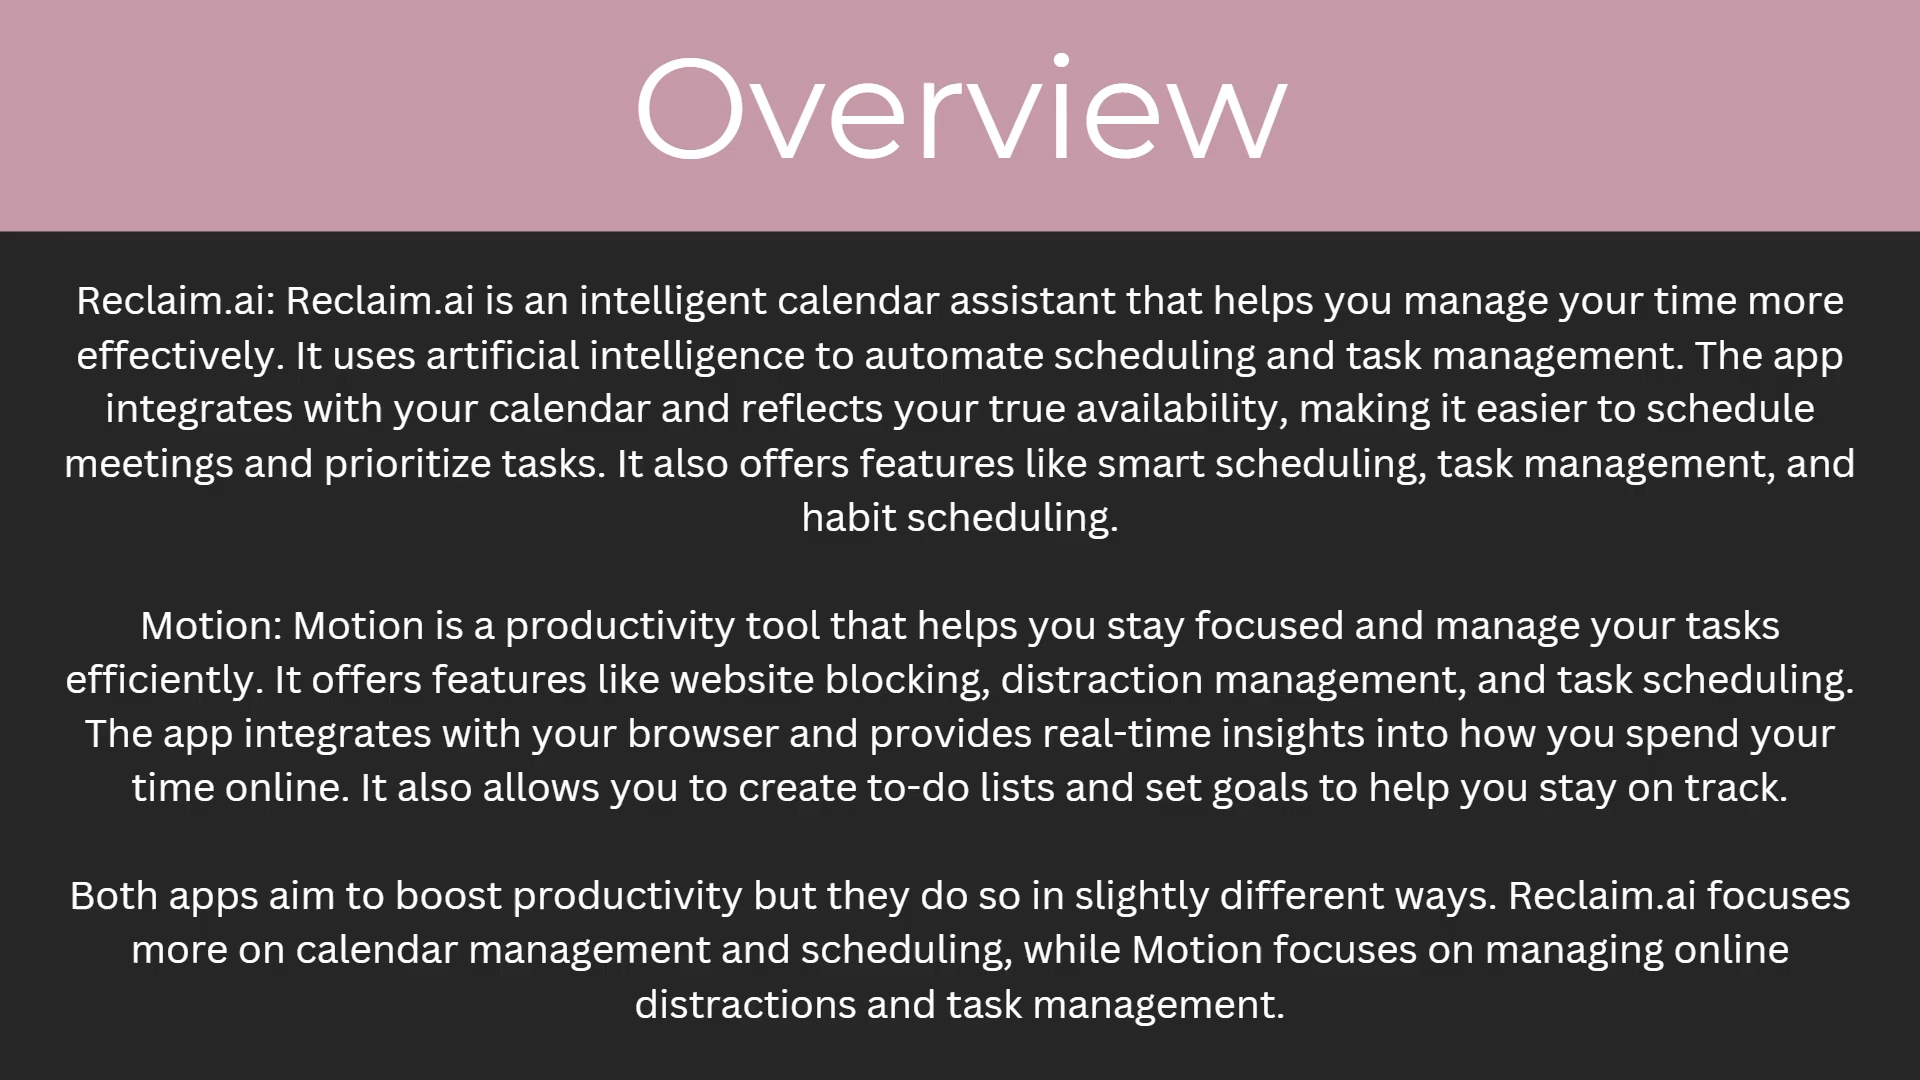 Overview
Reclaim.ai: Reclaim.ai is an intelligent calendar assistant that helps you manage your time more
effectively. It uses artificial intelligence to automate scheduling and task management. The app
integrates with your calendar and reflects your true availability, making it easier to schedule
meetings and prioritize tasks. It also offers features like smart scheduling, task management, and
habit scheduling.
Motion: Motion is a productivity tool that helps you stay focused and manage your tasks
efficiently. It offers features like website blocking, distraction management, and task scheduling.
The app integrates with your browser and provides real-time insights into how you spend your
time online. It also allows you to create to-do lists and set goals to help you stay on track.
Both apps aim to boost productivity but they do so in slightly different ways. Reclaim.ai focuses
more on calendar management and scheduling, while Motion focuses on managing online
distractions and task management.